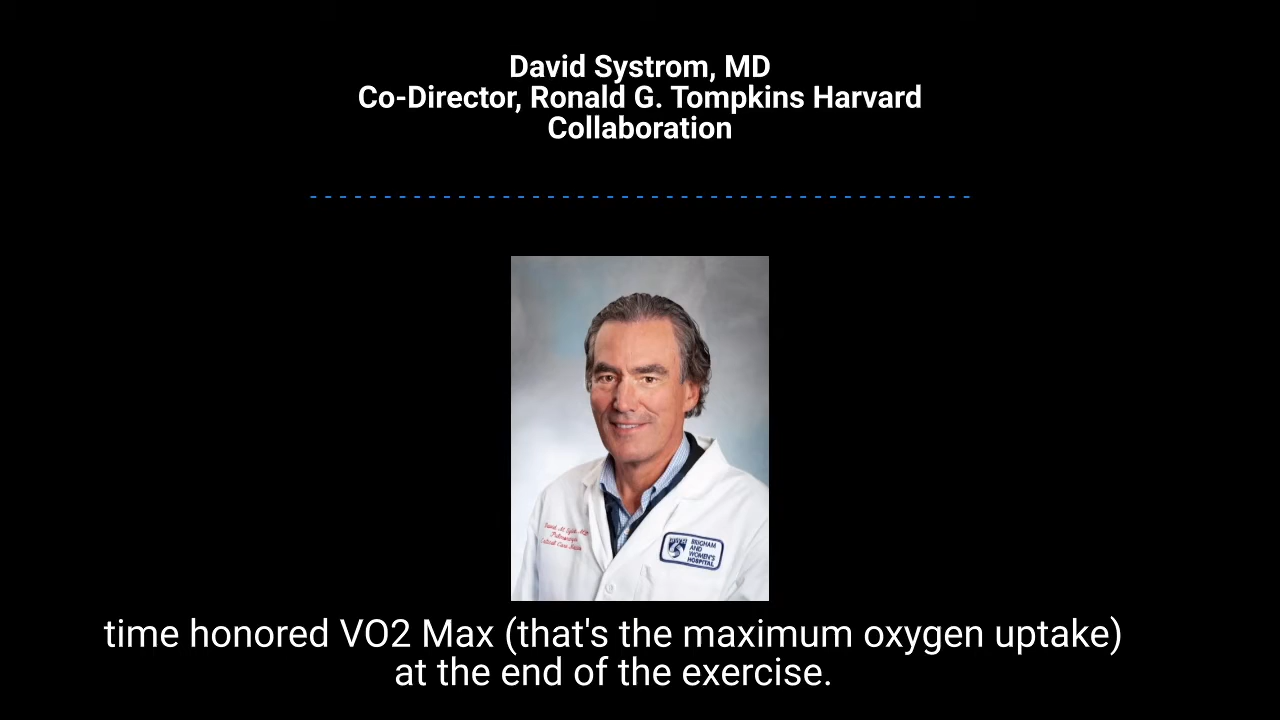 David Systrom, MD
Co-Director, Ronald G. Tompkins Harvard
Collaboration
BRIGHAM
AND
WOMEN'S
HOSPITAL
time honored VO2 Max (that's the maximum oxygen uptake)
at the end of the exercise.